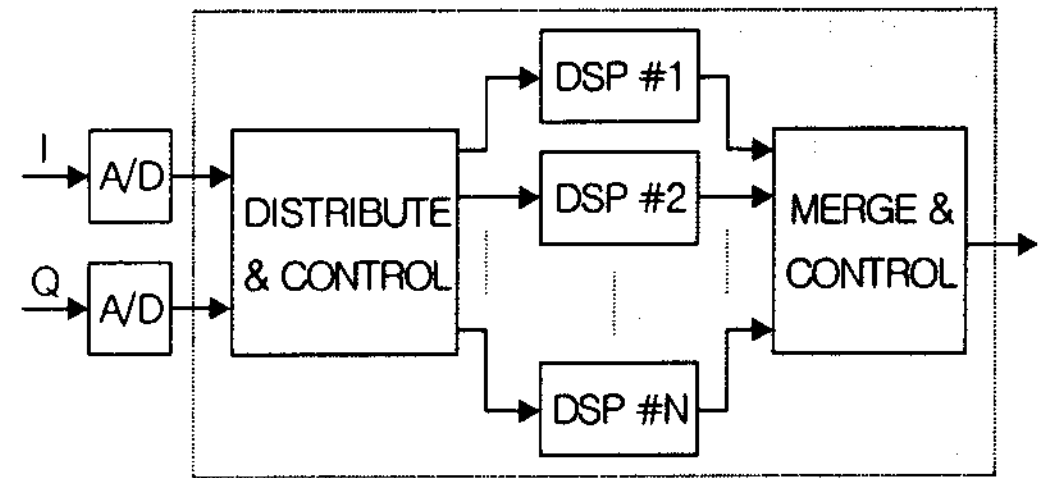 I
A/D
Q
A/D
DISTRIBUTE
& CONTROL
DSP #1
DSP #2
DSP #N
MERGE &
CONTROL